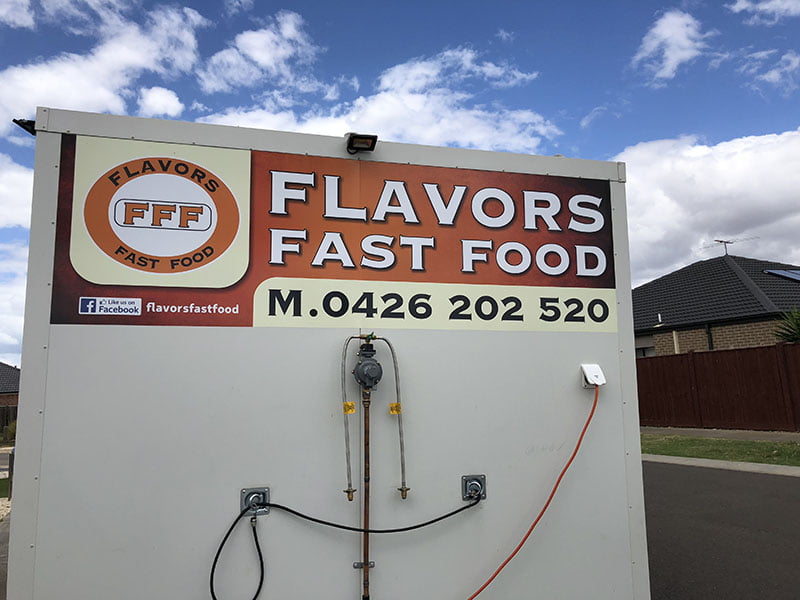 FLAVORS
FFF
FAST FOOD
FLAVORS
FAST FOOD
Like us on
Facebook
flavorsfastfood
M.0426 202 520